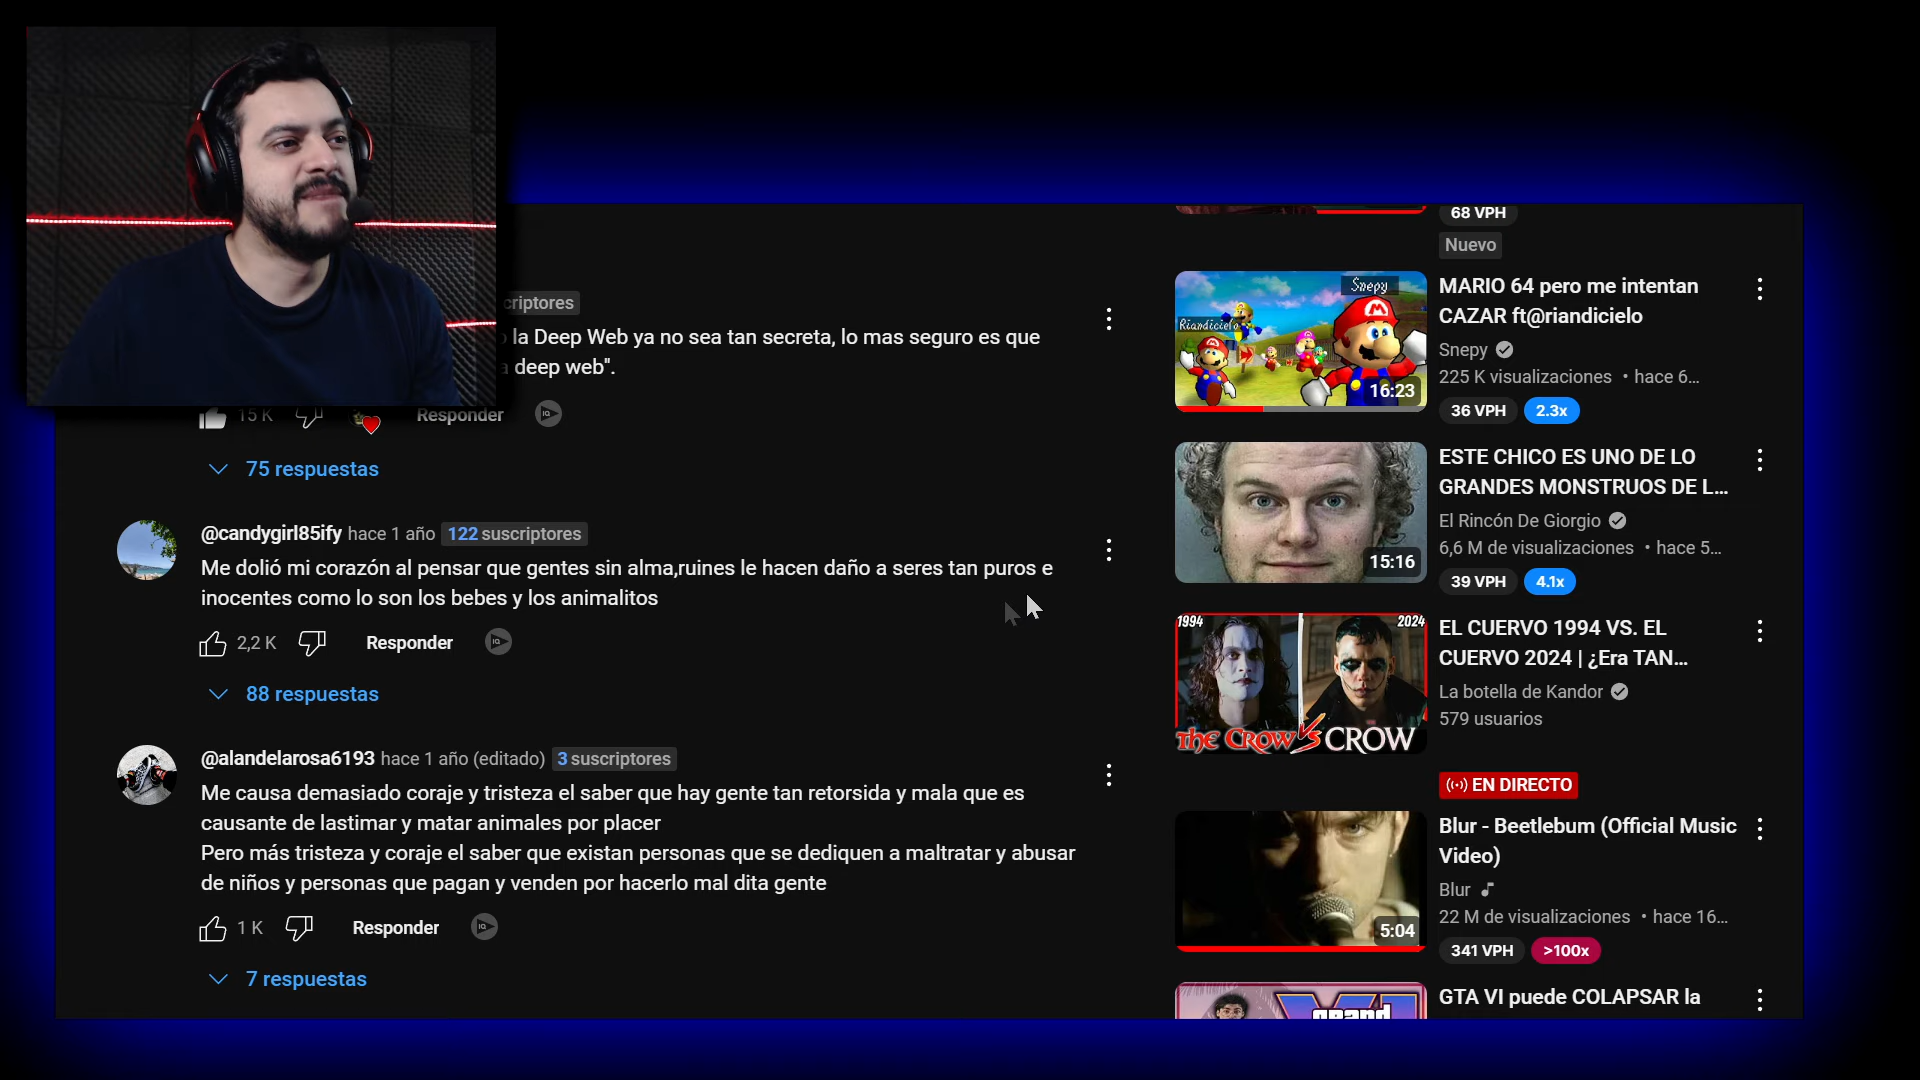 criptores
la Deep Web ya no sea tan secreta, lo mas seguro es que
deep web".
15 K
Responder
75 respuestas
@candygirl85ify hace 1 año 122 suscriptores
Me dolió mi corazón al pensar que gentes sin alma,ruines le hacen daño a seres tan puros e
inocentes como lo son los bebes y los animalitos
2,2 K Responder
88 respuestas
@alandelarosa6193 hace 1 año (editado) 3 suscriptores
Me causa demasiado coraje y tristeza el saber que hay gente tan retorsida y mala que es
causante de lastimar y matar animales por placer
Pero más tristeza y coraje el saber que existan personas que se dediquen a maltratar y abusar
de niños y personas que pagan y venden por hacerlo mal dita gente
1 K Responder
7 respuestas
68 VPH
Nuevo
Snepy
Riandicielo
16:23
MARIO 64 pero me intentan
CAZAR ft@riandicielo
Snepy
225 K visualizaciones • hace 6...
36 VPH 2.3x
15:16
ESTE CHICO ES UNO DE LO
GRANDES MONSTRUOS DE L...
El Rincón De Giorgio
6,6 M de visualizaciones • hace 5...
39 VPH 4.1x
1994 2024
THE CROW VS CROW
EL CUERVO 1994 VS. EL
CUERVO 2024 | ¿Era TAN...
La botella de Kandor
579 usuarios
EN DIRECTO
5:04
Blur - Beetlebum (Official Music
Video)
Blur
22 M de visualizaciones • hace 16...
341 VPH >100x
grand
GTA VI puede COLAPSAR la